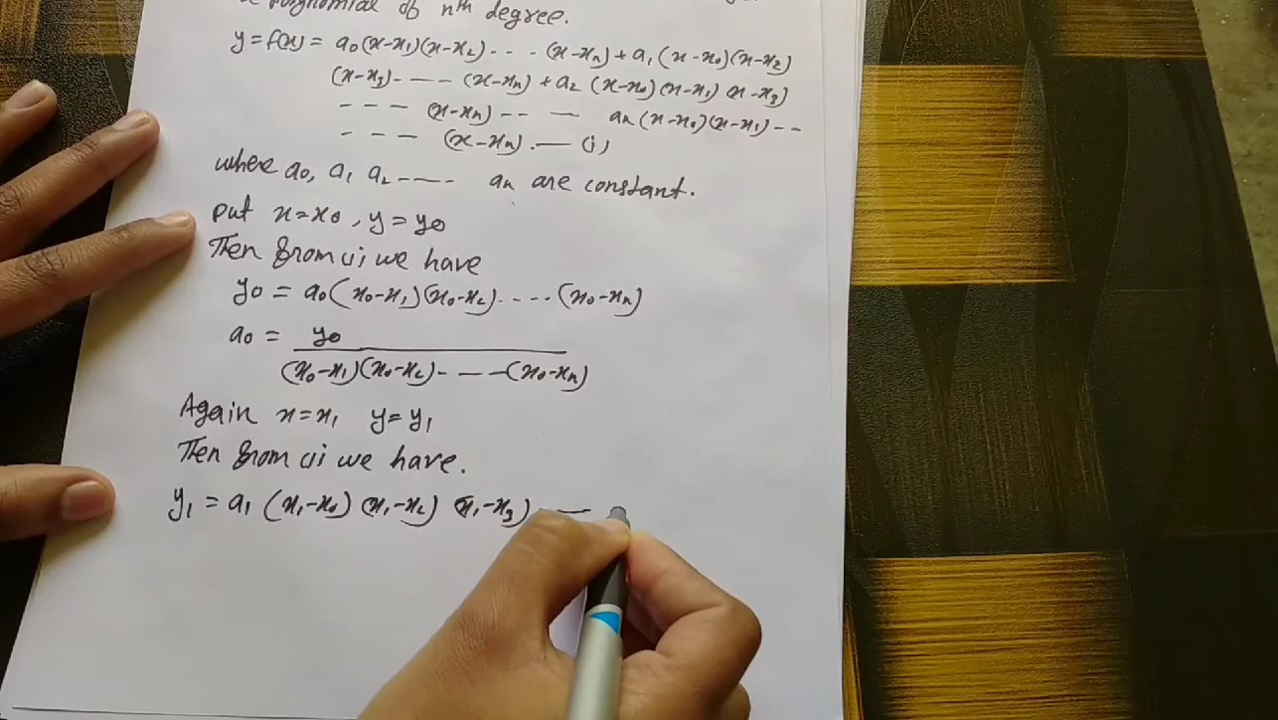 a polynomial of nth degree.
y=f(x) = a0(x-x1)(x-x2)- - - -(x-xn)+a1(x-x0)(x-x2)
(x-x3)- —-- (x-xn) +a2 (x-x0)(x-x1)(x-x3)
- - - (x-xn)-- — an(x-x0)(x-x1)--
- - - (x-xn).— (i)
where a0, a1 a2---- an are constant.
put x=x0, y=y0
Then from (i) we have
y0 = a0(x0-x1)(x0-x2)- - - -(x0-xn)
a0 = y0
(x0-x1)(x0-x2)- — -(x0-xn)
Again x=x1 y=y1
Then from (i) we have.
y1 = a1 (x1-x0) (x1-x2) (x1-x3) - —